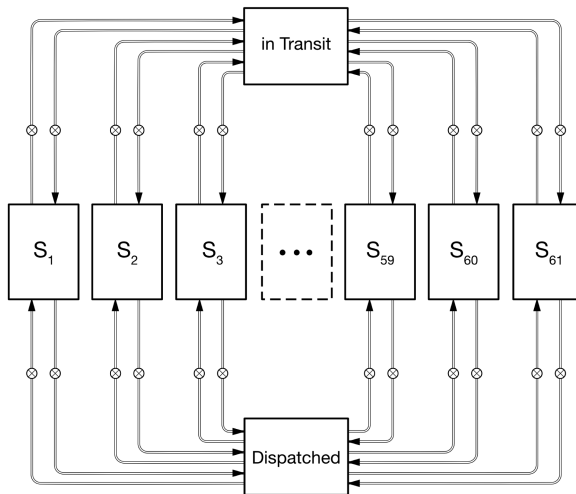 in Transit
S₁ S₂ S₃ ••• S₅₉ S₆₀ S₆₁
Dispatched